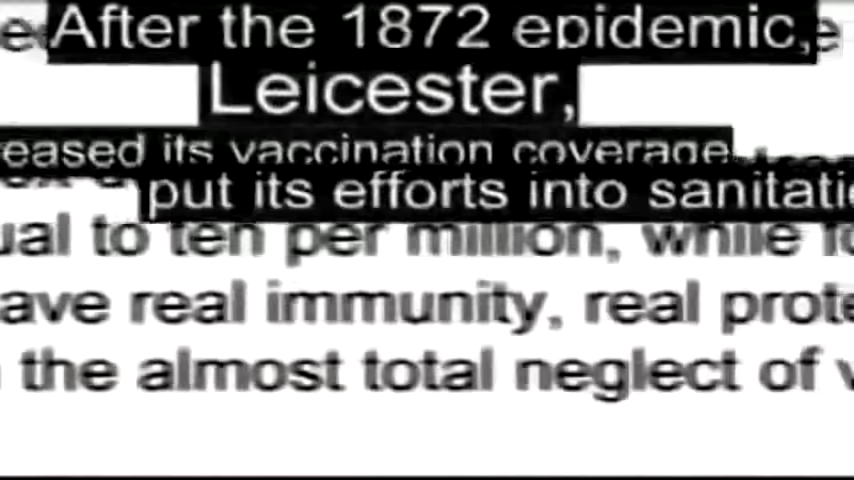 After the 1872 epidemic,
Leicester,
eased its vaccination coverage
put its efforts into sanitati
ual to ten per million, while
ave real immunity, real prote
the almost total neglect of v